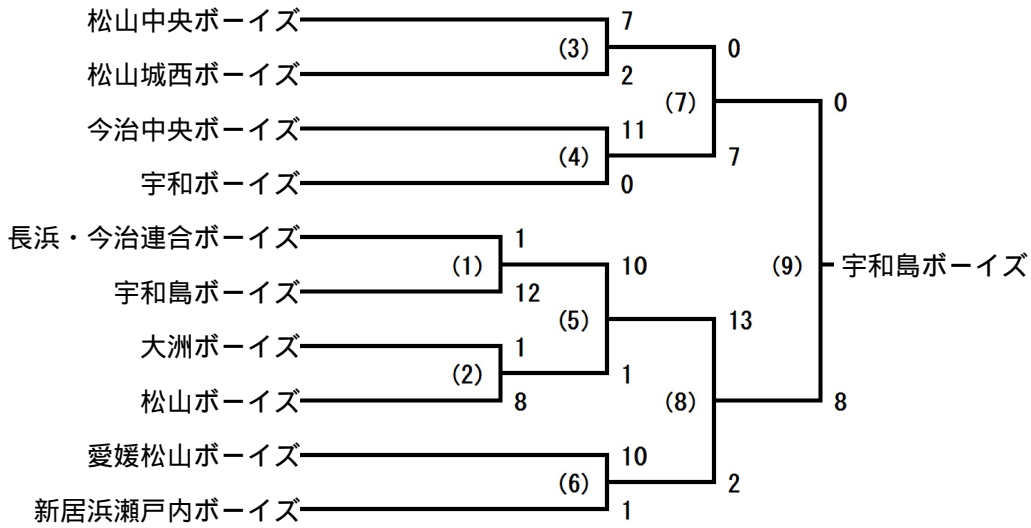 松山中央ボーイズ 7
(3) 0
松山城西ボーイズ 2
(7) 0
今治中央ボーイズ 11
(4) 7
宇和ボーイズ 0
長浜・今治連合ボーイズ 1
(1) 10
(9) 宇和島ボーイズ
宇和島ボーイズ 12
(5) 13
大洲ボーイズ 1
(2) 1
松山ボーイズ 8
(8) 8
愛媛松山ボーイズ 10
(6) 2
新居浜瀬戸内ボーイズ 1